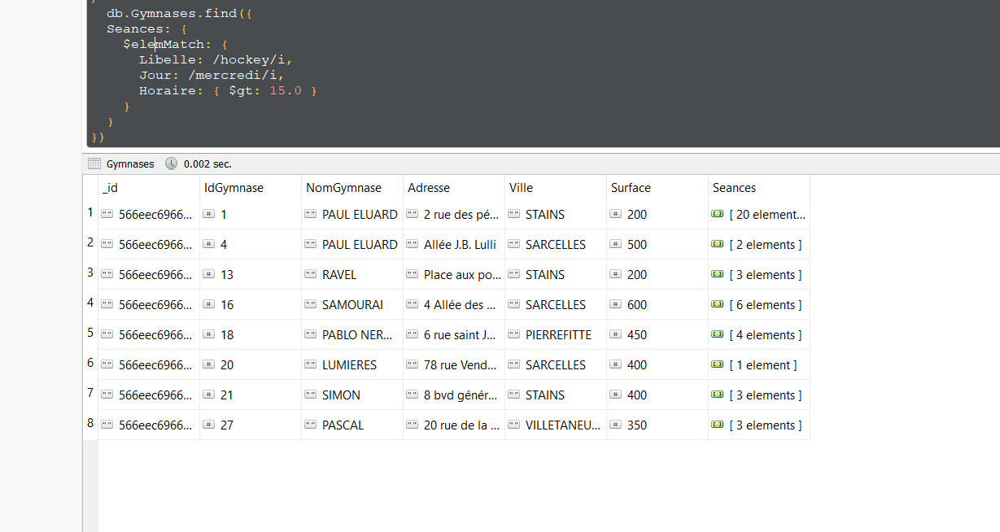 db.Gymnases.find({
Seances: {
$elemMatch: {
Libelle: /hockey/i,
Jour: /mercredi/i,
Horaire: { $gt: 15.0 }
}
}
})
Gymnases 0.002 sec.
_id IdGymnase NomGymnase Adresse Ville Surface Seances
1 "" 566eec6966... # 1 "" PAUL ELUARD "" 2 rue des pé... "" STAINS # 200 [ 20 element...
2 "" 566eec6966... # 4 "" PAUL ELUARD "" Allée J.B. Lulli "" SARCELLES # 500 [ 2 elements ]
3 "" 566eec6966... # 13 "" RAVEL "" Place aux po... "" STAINS # 200 [ 3 elements ]
4 "" 566eec6966... # 16 "" SAMOURAI "" 4 Allée des ... "" SARCELLES # 600 [ 6 elements ]
5 "" 566eec6966... # 18 "" PABLO NER... "" 6 rue saint J... "" PIERREFITTE # 450 [ 4 elements ]
6 "" 566eec6966... # 20 "" LUMIERES "" 78 rue Vend... "" SARCELLES # 400 [ 1 element ]
7 "" 566eec6966... # 21 "" SIMON "" 8 bvd génér... "" STAINS # 400 [ 3 elements ]
8 "" 566eec6966... # 27 "" PASCAL "" 20 rue de la ... "" VILLETANEU... # 350 [ 3 elements ]